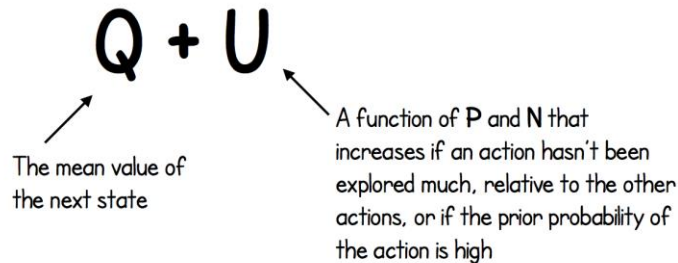 Q + U
The mean value of
the next state
A function of P and N that
increases if an action hasn't been
explored much, relative to the other
actions, or if the prior probability of
the action is high